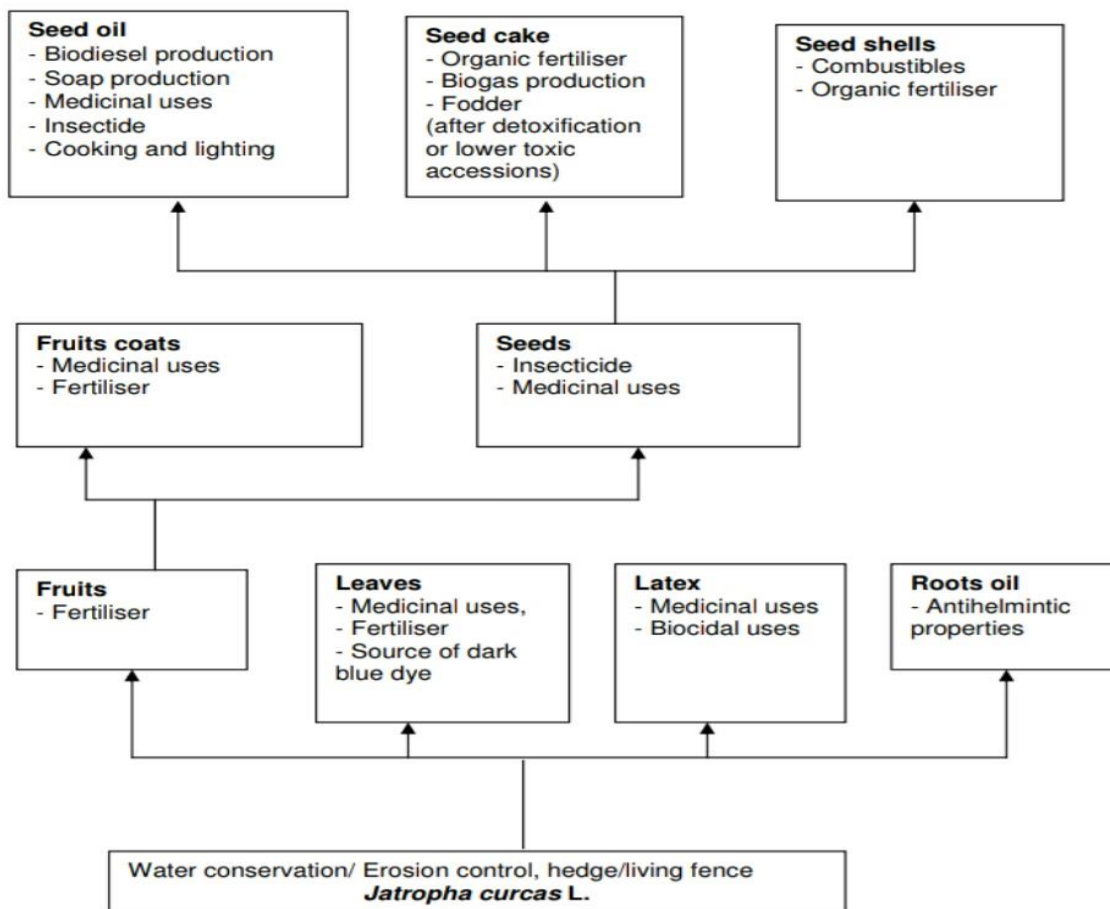 Seed oil
- Biodiesel production
- Soap production
- Medicinal uses
- Insectide
- Cooking and lighting
Seed cake
- Organic fertiliser
- Biogas production
- Fodder
(after detoxification
or lower toxic
accessions)
Seed shells
- Combustibles
- Organic fertiliser
Fruits coats
- Medicinal uses
- Fertiliser
Seeds
- Insecticide
- Medicinal uses
Fruits
- Fertiliser
Leaves
- Medicinal uses,
- Fertiliser
- Source of dark
blue dye
Latex
- Medicinal uses
- Biocidal uses
Roots oil
- Antihelmintic
properties
Water conservation/ Erosion control, hedge/living fence
Jatropha curcas L.